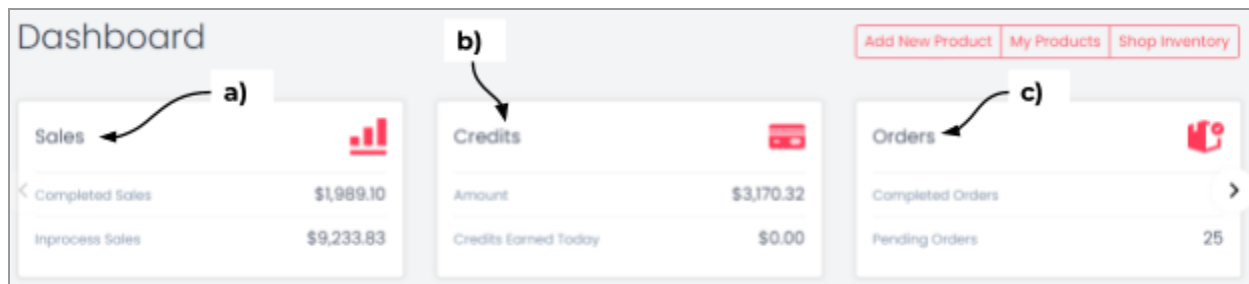 Dashboard
b)
Add New Product My Products Shop Inventory
a)
c)
Sales
Credits
Orders
Completed Sales $1,989.10
Amount $3,170.32
Completed Orders
Inprocess Sales $9,233.83
Credits Earned Today $0.00
Pending Orders 25